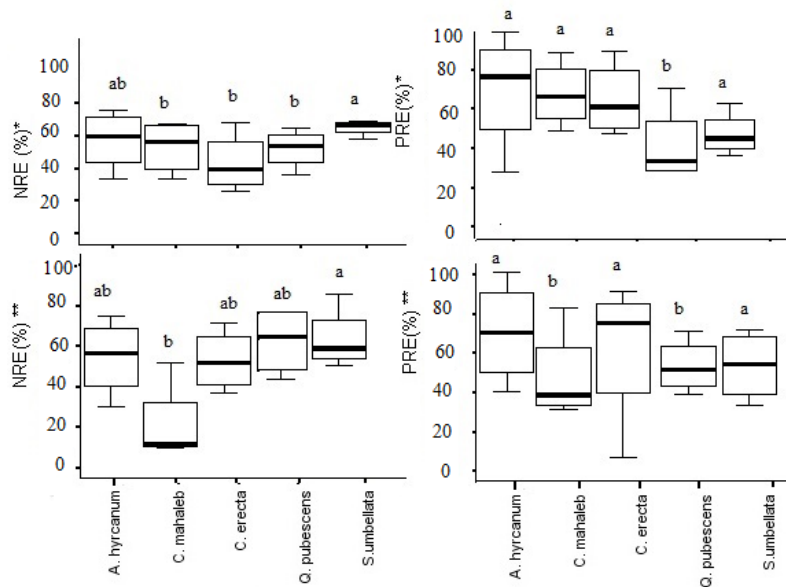 NRE (%)*
100
80
60
40
20
0
ab
b
b
b
a
PRE(%)*
100
80
60
40
20
0
a
a
a
b
a
NRE(%) **
100
80
60
40
20
0
ab
b
ab
ab
a
PRE(%) **
100
80
60
40
20
0
a
b
a
b
a
A. hyrcanum
C. mahaleb
C. erecta
Q. pubescens
S.umbellata
A. hyrcanum
C. mahaleb
C. erecta
Q. pubescens
S.umbellata